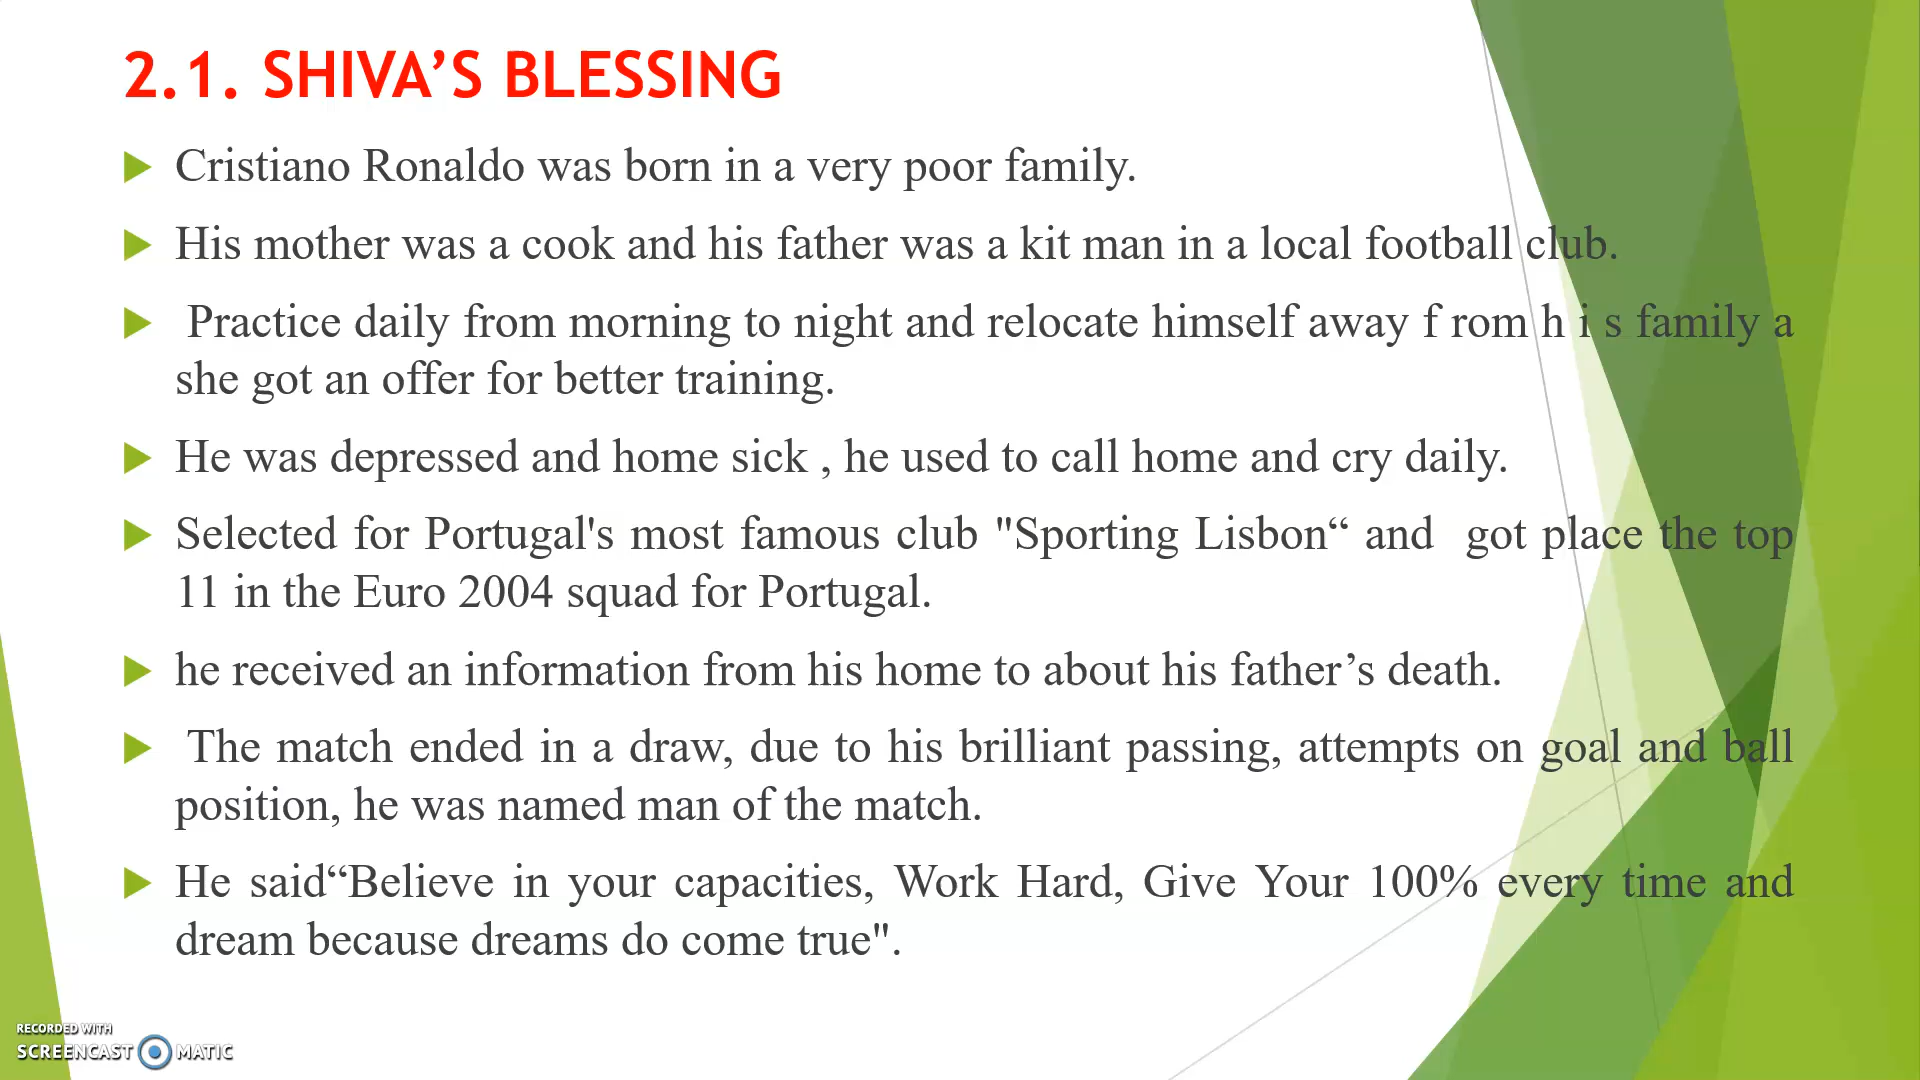 2.1. SHIVA’S BLESSING
Cristiano Ronaldo was born in a very poor family.
His mother was a cook and his father was a kit man in a local football club.
Practice daily from morning to night and relocate himself away f rom h i s family a
she got an offer for better training.
He was depressed and home sick , he used to call home and cry daily.
Selected for Portugal's most famous club "Sporting Lisbon“ and  got place the top
11 in the Euro 2004 squad for Portugal.
he received an information from his home to about his father’s death.
The match ended in a draw, due to his brilliant passing, attempts on goal and ball
position, he was named man of the match.
He said“Believe in your capacities, Work Hard, Give Your 100% every time and
dream because dreams do come true".
RECORDED WITH
SCREENCAST MATIC